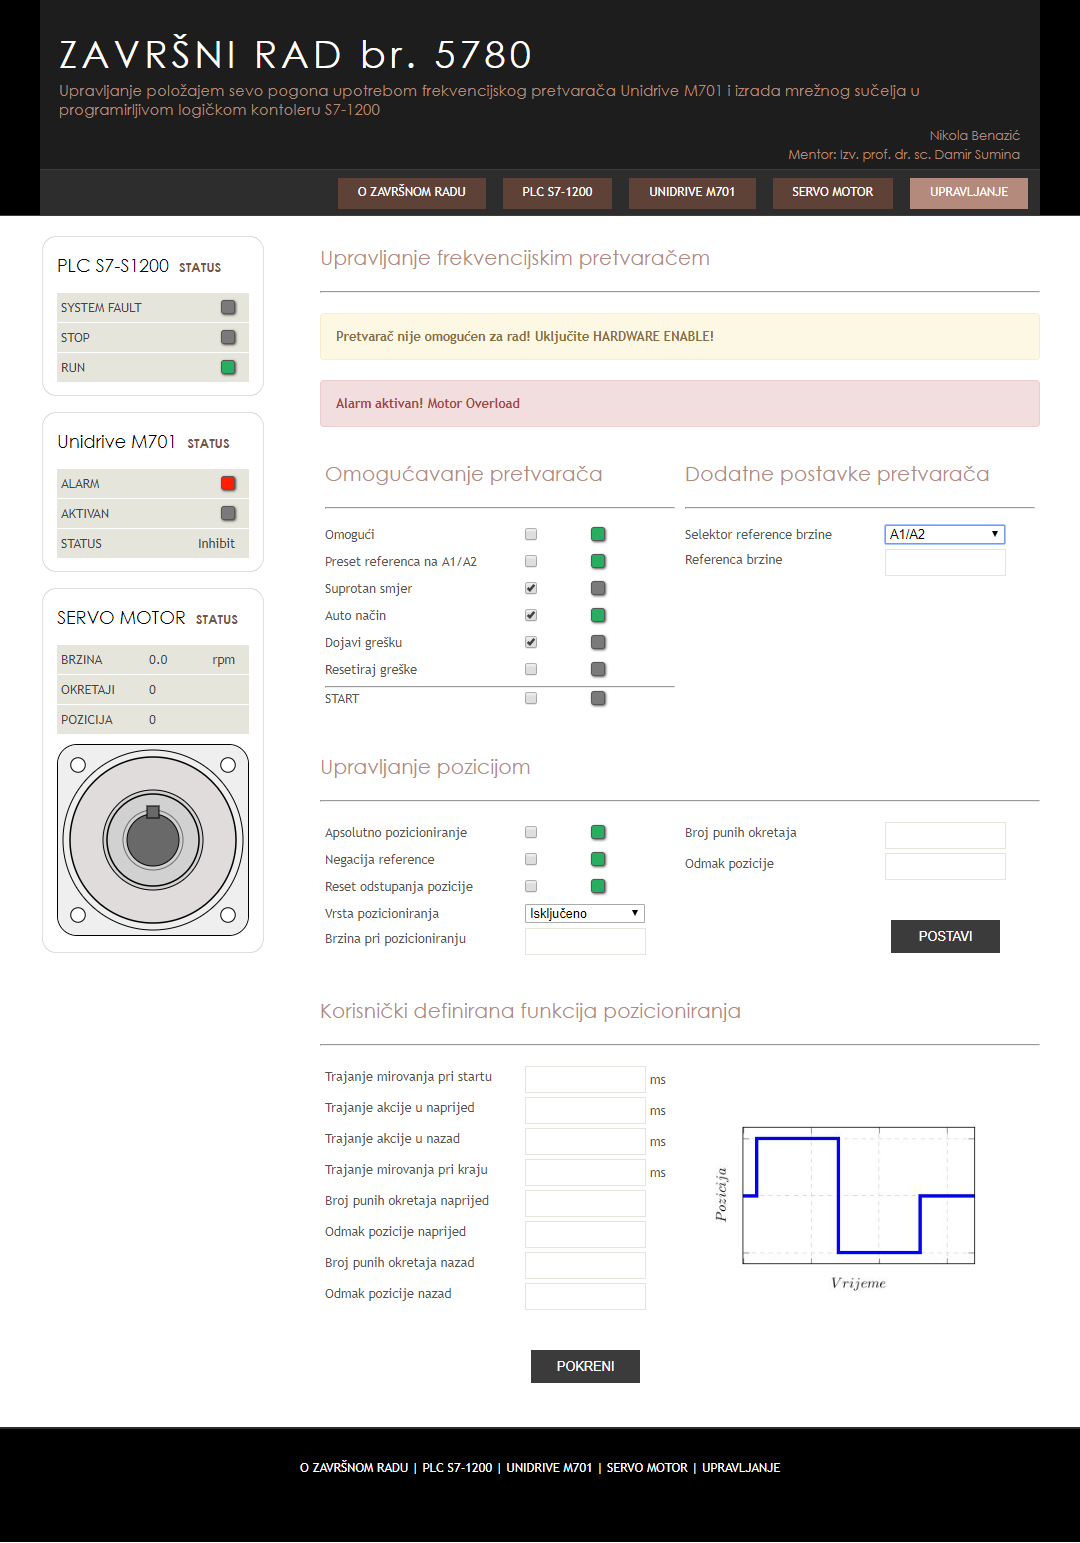 ZAVRŠNI RAD br. 5780
Upravljanje položajem sevo pogona upotrebom frekvencijskog pretvarača Unidrive M701 i izrada mrežnog sučelja u
programirljivom logičkom kontoleru S7-1200
Nikola Benazić
Mentor: Izv. prof. dr. sc. Damir Sumina
O ZAVRŠNOM RADU PLC S7-1200 UNIDRIVE M701 SERVO MOTOR UPRAVLJANJE
PLC S7-S1200 STATUS
SYSTEM FAULT
STOP
RUN
Unidrive M701 STATUS
ALARM
AKTIVAN
STATUS Inhibit
SERVO MOTOR STATUS
BRZINA 0.0 rpm
OKRETAJI 0
POZICIJA 0
Upravljanje frekvencijskim pretvaračem
Pretvarač nije omogućen za rad! Uključite HARDWARE ENABLE!
Alarm aktivan! Motor Overload
Omogućavanje pretvarača
Omogući
Preset referenca na A1/A2
Suprotan smjer
Auto način
Dojavi grešku
Resetiraj greške
START
Dodatne postavke pretvarača
Selektor reference brzine A1/A2
Referenca brzine
Upravljanje pozicijom
Apsolutno pozicioniranje
Negacija reference
Reset odstupanja pozicije
Vrsta pozicioniranja Isključeno
Brzina pri pozicioniranju
Broj punih okretaja
Odmak pozicije
POSTAVI
Korisnički definirana funkcija pozicioniranja
Trajanje mirovanja pri startu ms
Trajanje akcije u naprijed ms
Trajanje akcije u nazad ms
Trajanje mirovanja pri kraju ms
Broj punih okretaja naprijed
Odmak pozicije naprijed
Broj punih okretaja nazad
Odmak pozicije nazad
Pozicija
Vrijeme
POKRENI
O ZAVRŠNOM RADU | PLC S7-1200 | UNIDRIVE M701 | SERVO MOTOR | UPRAVLJANJE